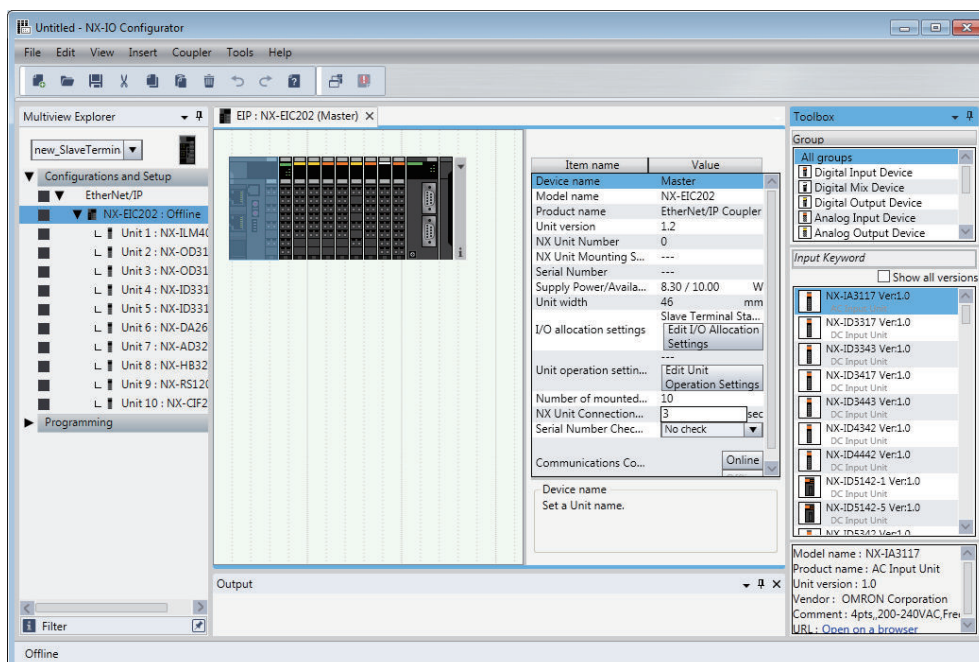 Untitled - NX-IO Configurator
File Edit View Insert Coupler Tools Help
Multiview Explorer
new_SlaveTermin
Configurations and Setup
EtherNet/IP
NX-EIC202 : Offline
Unit 1 : NX-ILM40
Unit 2 : NX-OD31
Unit 3 : NX-OD31
Unit 4 : NX-ID331
Unit 5 : NX-ID331
Unit 6 : NX-DA26
Unit 7 : NX-AD32
Unit 8 : NX-HB32
Unit 9 : NX-RS120
Unit 10 : NX-CIF2
Programming
Filter
Offline
EIP : NX-EIC202 (Master)
Item name Value
Device name Master
Model name NX-EIC202
Product name EtherNet/IP Coupler
Unit version 1.2
NX Unit Number 0
NX Unit Mounting S... ---
Serial Number ---
Supply Power/Availa... 8.30 / 10.00 W
Unit width 46 mm
Slave Terminal Sta...
I/O allocation settings Edit I/O Allocation
Settings
---
Unit operation settin... Edit Unit
Operation Settings
Number of mounted... 10
NX Unit Connection... 3 sec
Serial Number Chec... No check
Communications Co... Online
Device name
Set a Unit name.
Output
Toolbox
Group
All groups
Digital Input Device
Digital Mix Device
Digital Output Device
Analog Input Device
Analog Output Device
Input Keyword
Show all versions
NX-IA3117 Ver:1.0
AC Input Unit
NX-ID3317 Ver:1.0
DC Input Unit
NX-ID3343 Ver:1.0
DC Input Unit
NX-ID3417 Ver:1.0
DC Input Unit
NX-ID3443 Ver:1.0
DC Input Unit
NX-ID4342 Ver:1.0
DC Input Unit
NX-ID4442 Ver:1.0
DC Input Unit
NX-ID5142-1 Ver:1.0
DC Input Unit
NX-ID5142-5 Ver:1.0
DC Input Unit
NX-ID5342 Ver:1.0
Model name : NX-IA3117
Product name : AC Input Unit
Unit version : 1.0
Vendor : OMRON Corporation
Comment : 4pts,,200-240VAC,Free
URL : Open on a browser